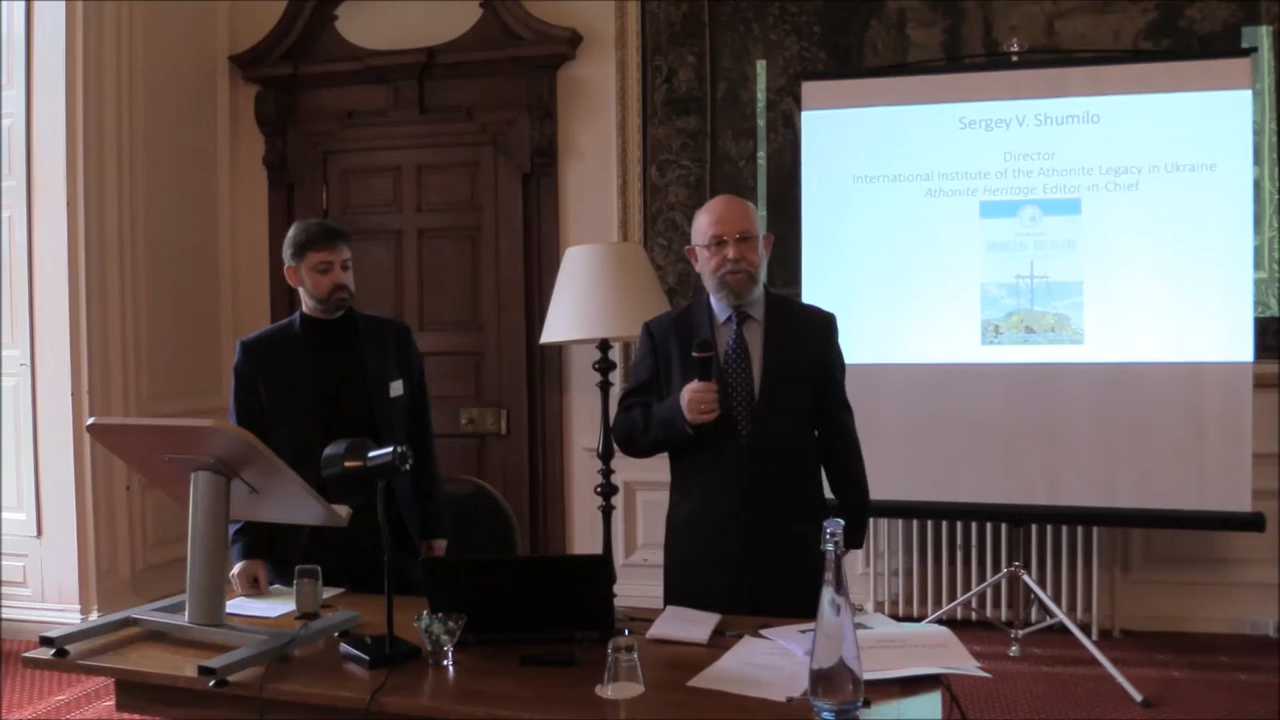 Sergey V. Shumilo
Director
International Institute of the Athonite Legacy in Ukraine
Athonite Heritage Editor-in-Chief